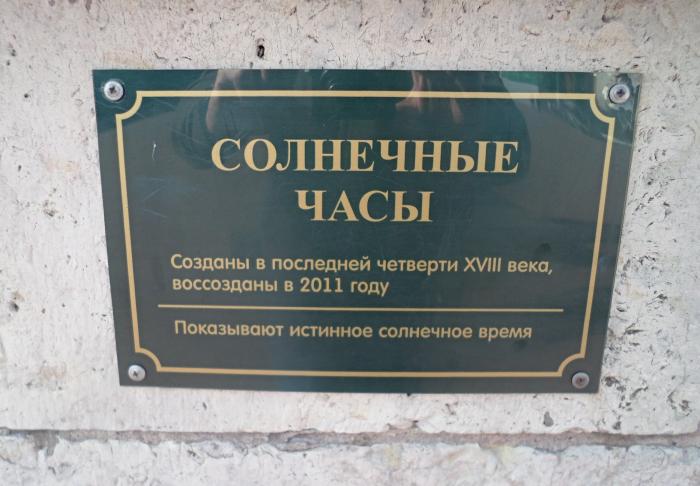 СОЛНЕЧНЫЕ
ЧАСЫ
Созданы в последней четверти XVIII века,
воссозданы в 2011 году
Показывают истинное солнечное время